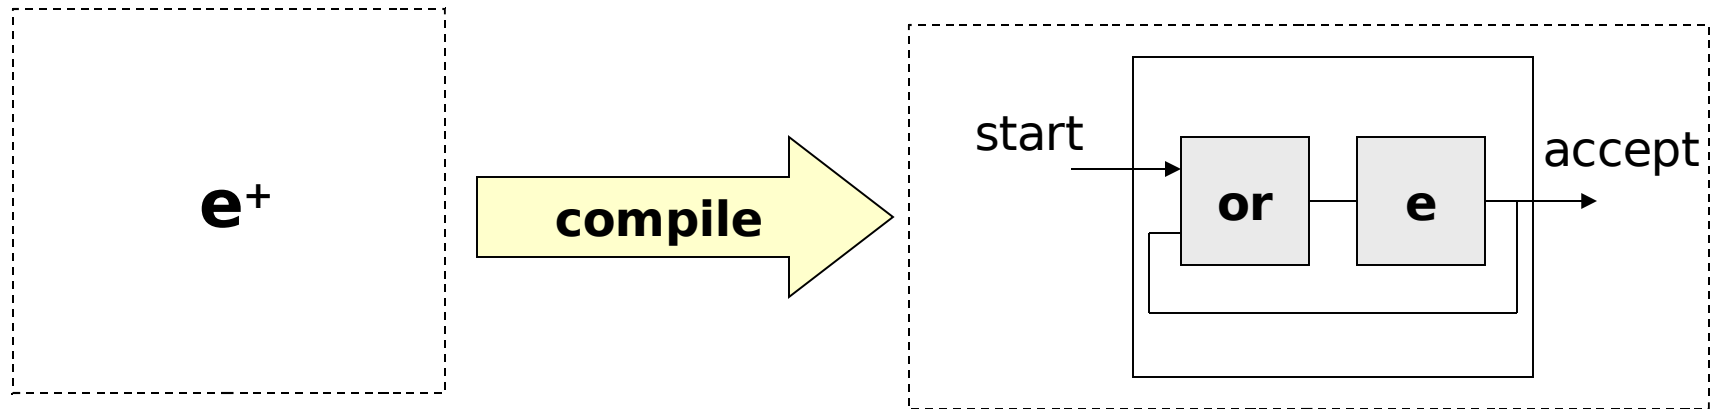 e⁺
compile
start
or
e
accept